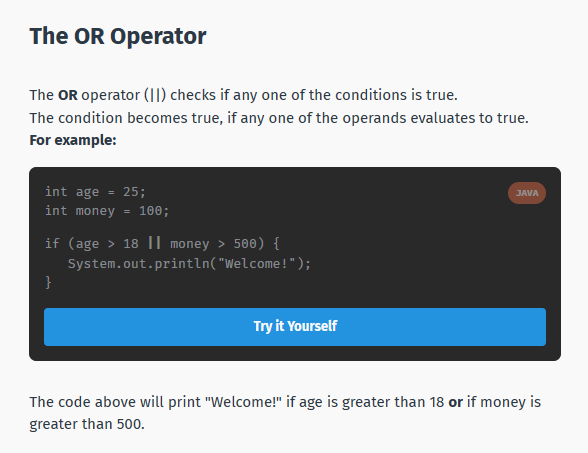 The OR Operator
The OR operator (||) checks if any one of the conditions is true.
The condition becomes true, if any one of the operands evaluates to true.
For example:
JAVA
int age = 25;
int money = 100;
if (age > 18 || money > 500) {
System.out.println("Welcome!");
}
Try it Yourself
The code above will print "Welcome!" if age is greater than 18 or if money is
greater than 500.